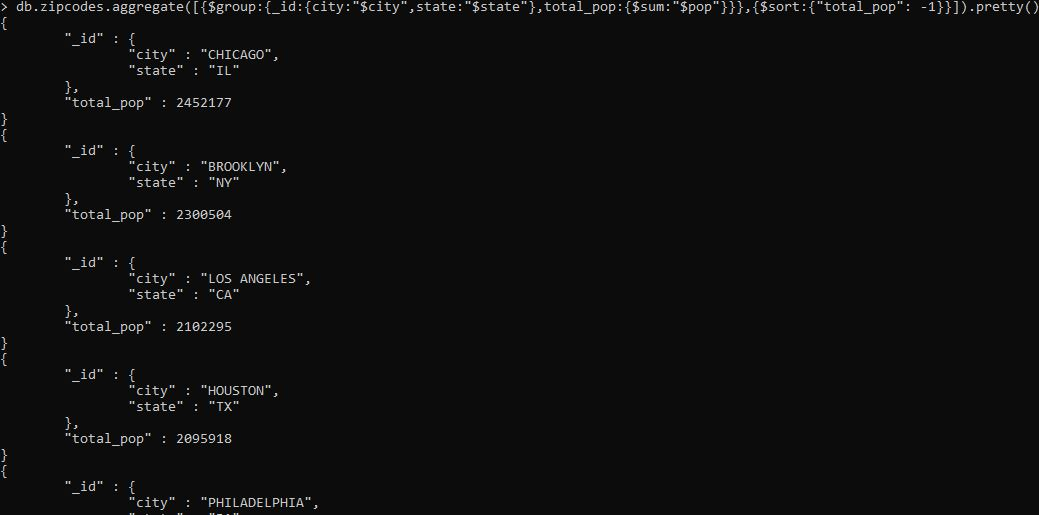 > db.zipcodes.aggregate([{$group:{_id:{city:"$city",state:"$state"},total_pop:{$sum:"$pop"}}},{$sort:{"total_pop": -1}}]).pretty()
{
        "_id" : {
                "city" : "CHICAGO",
                "state" : "IL"
        },
        "total_pop" : 2452177
}
{
        "_id" : {
                "city" : "BROOKLYN",
                "state" : "NY"
        },
        "total_pop" : 2300504
}
{
        "_id" : {
                "city" : "LOS ANGELES",
                "state" : "CA"
        },
        "total_pop" : 2102295
}
{
        "_id" : {
                "city" : "HOUSTON",
                "state" : "TX"
        },
        "total_pop" : 2095918
}
{
        "_id" : {
                "city" : "PHILADELPHIA",